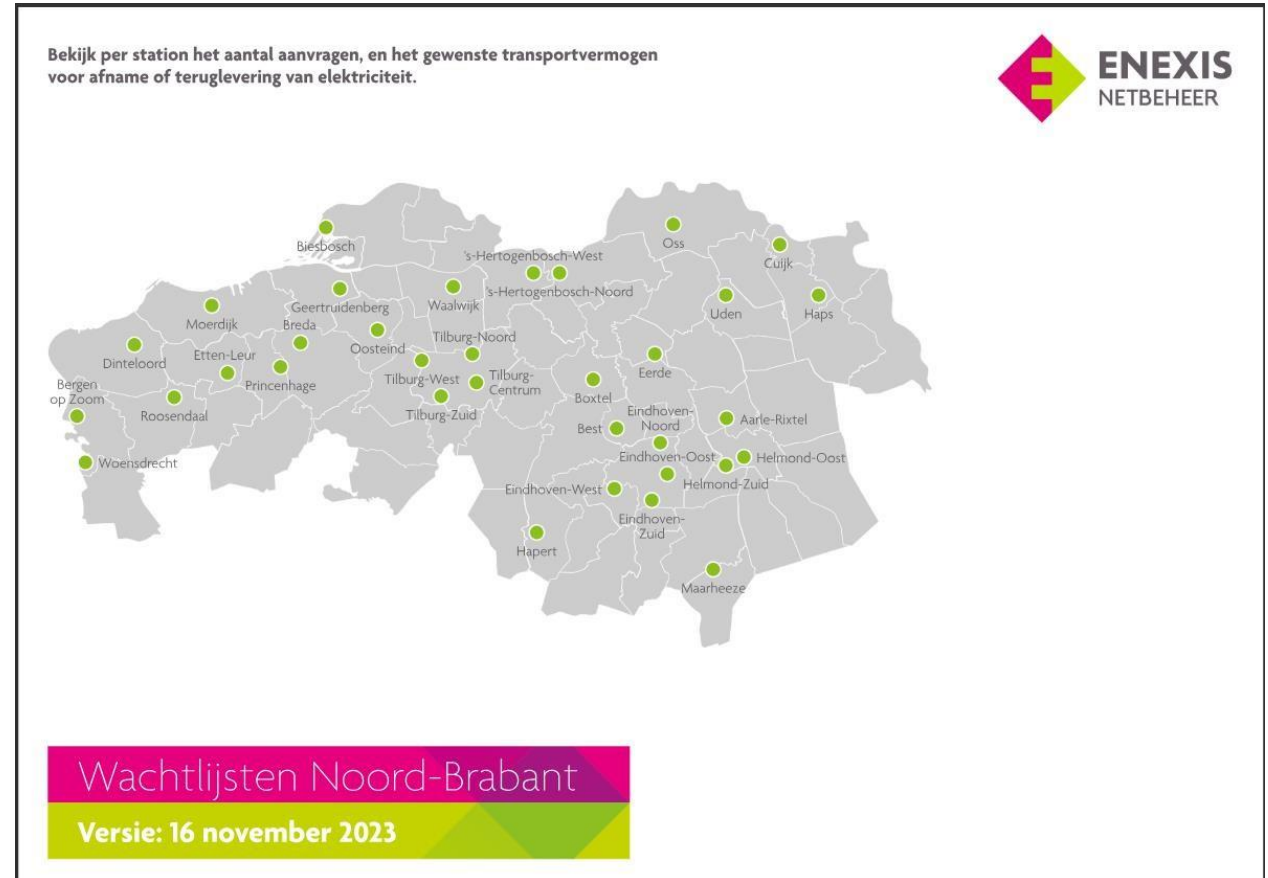 Bekijk per station het aantal aanvragen, en het gewenste transportvermogen
voor afname of teruglevering van elektriciteit.
ENEXIS
NETBEHEER
Biesbosch
Oss
's-Hertogenbosch-West
Cuijk
's-Hertogenbosch-Noord
Geertruidenberg
Waalwijk
Uden
Haps
Moerdijk
Breda
Oosteind
Tilburg-Noord
Dinteloord
Etten-Leur
Eerde
Bergen
op Zoom
Princenhage
Tilburg-West
Tilburg-
Centrum
Roosendaal
Tilburg-Zuid
Boxtel
Eindhoven-
Noord
Aarle-Rixtel
Best
Woensdrecht
Eindhoven-Oost
Helmond-Oost
Eindhoven-West
Helmond-Zuid
Eindhoven-
Zuid
Hapert
Maarheeze
Wachtlijsten Noord-Brabant
Versie: 16 november 2023